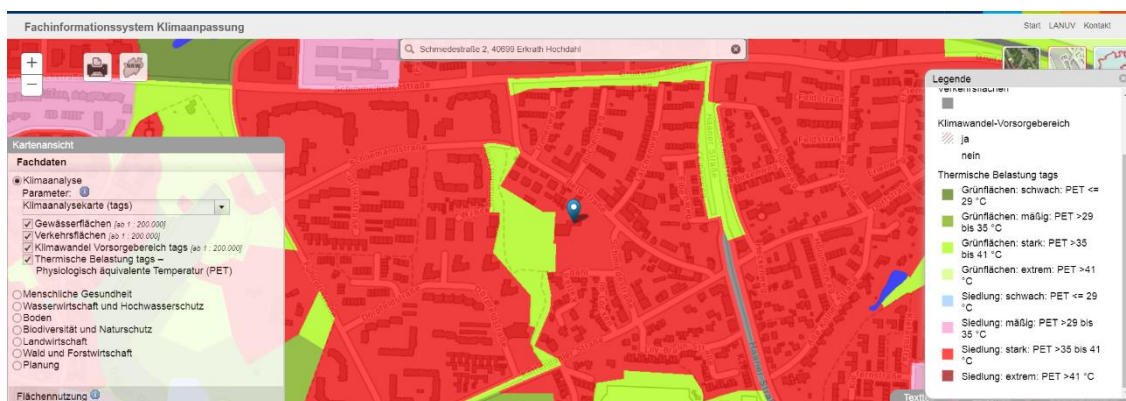 Fachinformationssystem Klimaanpassung
Start LANUV Kontakt
Schmiedestraße 2, 40699 Erkrath Hochdahl
NRW
Kartenansicht
Fachdaten
Klimaanalyse
Parameter:
Klimaanalysekarte (tags)
Gewässerflächen [ab 1 : 200.000]
Verkehrsflächen [ab 1 : 200.000]
Klimawandel Vorsorgebereich tags [ab 1 : 200.000]
Thermische Belastung tags –
Physiologisch äquivalente Temperatur (PET)
Menschliche Gesundheit
Wasserwirtschaft und Hochwasserschutz
Boden
Biodiversität und Naturschutz
Landwirtschaft
Wald und Forstwirtschaft
Planung
Flächennutzung
Feldstraße
Feldstraße
Haaner Straße
Legende
Verkehrsflächen
Klimawandel-Vorsorgebereich
ja
nein
Thermische Belastung tags
Grünflächen: schwach: PET <=
29 °C
Grünflächen: mäßig: PET >29
bis 35 °C
Grünflächen: stark: PET >35
bis 41 °C
Grünflächen: extrem: PET >41
°C
Siedlung: schwach: PET <= 29
°C
Siedlung: mäßig: PET >29 bis
35 °C
Siedlung: stark: PET >35 bis 41
°C
Siedlung: extrem: PET >41 °C